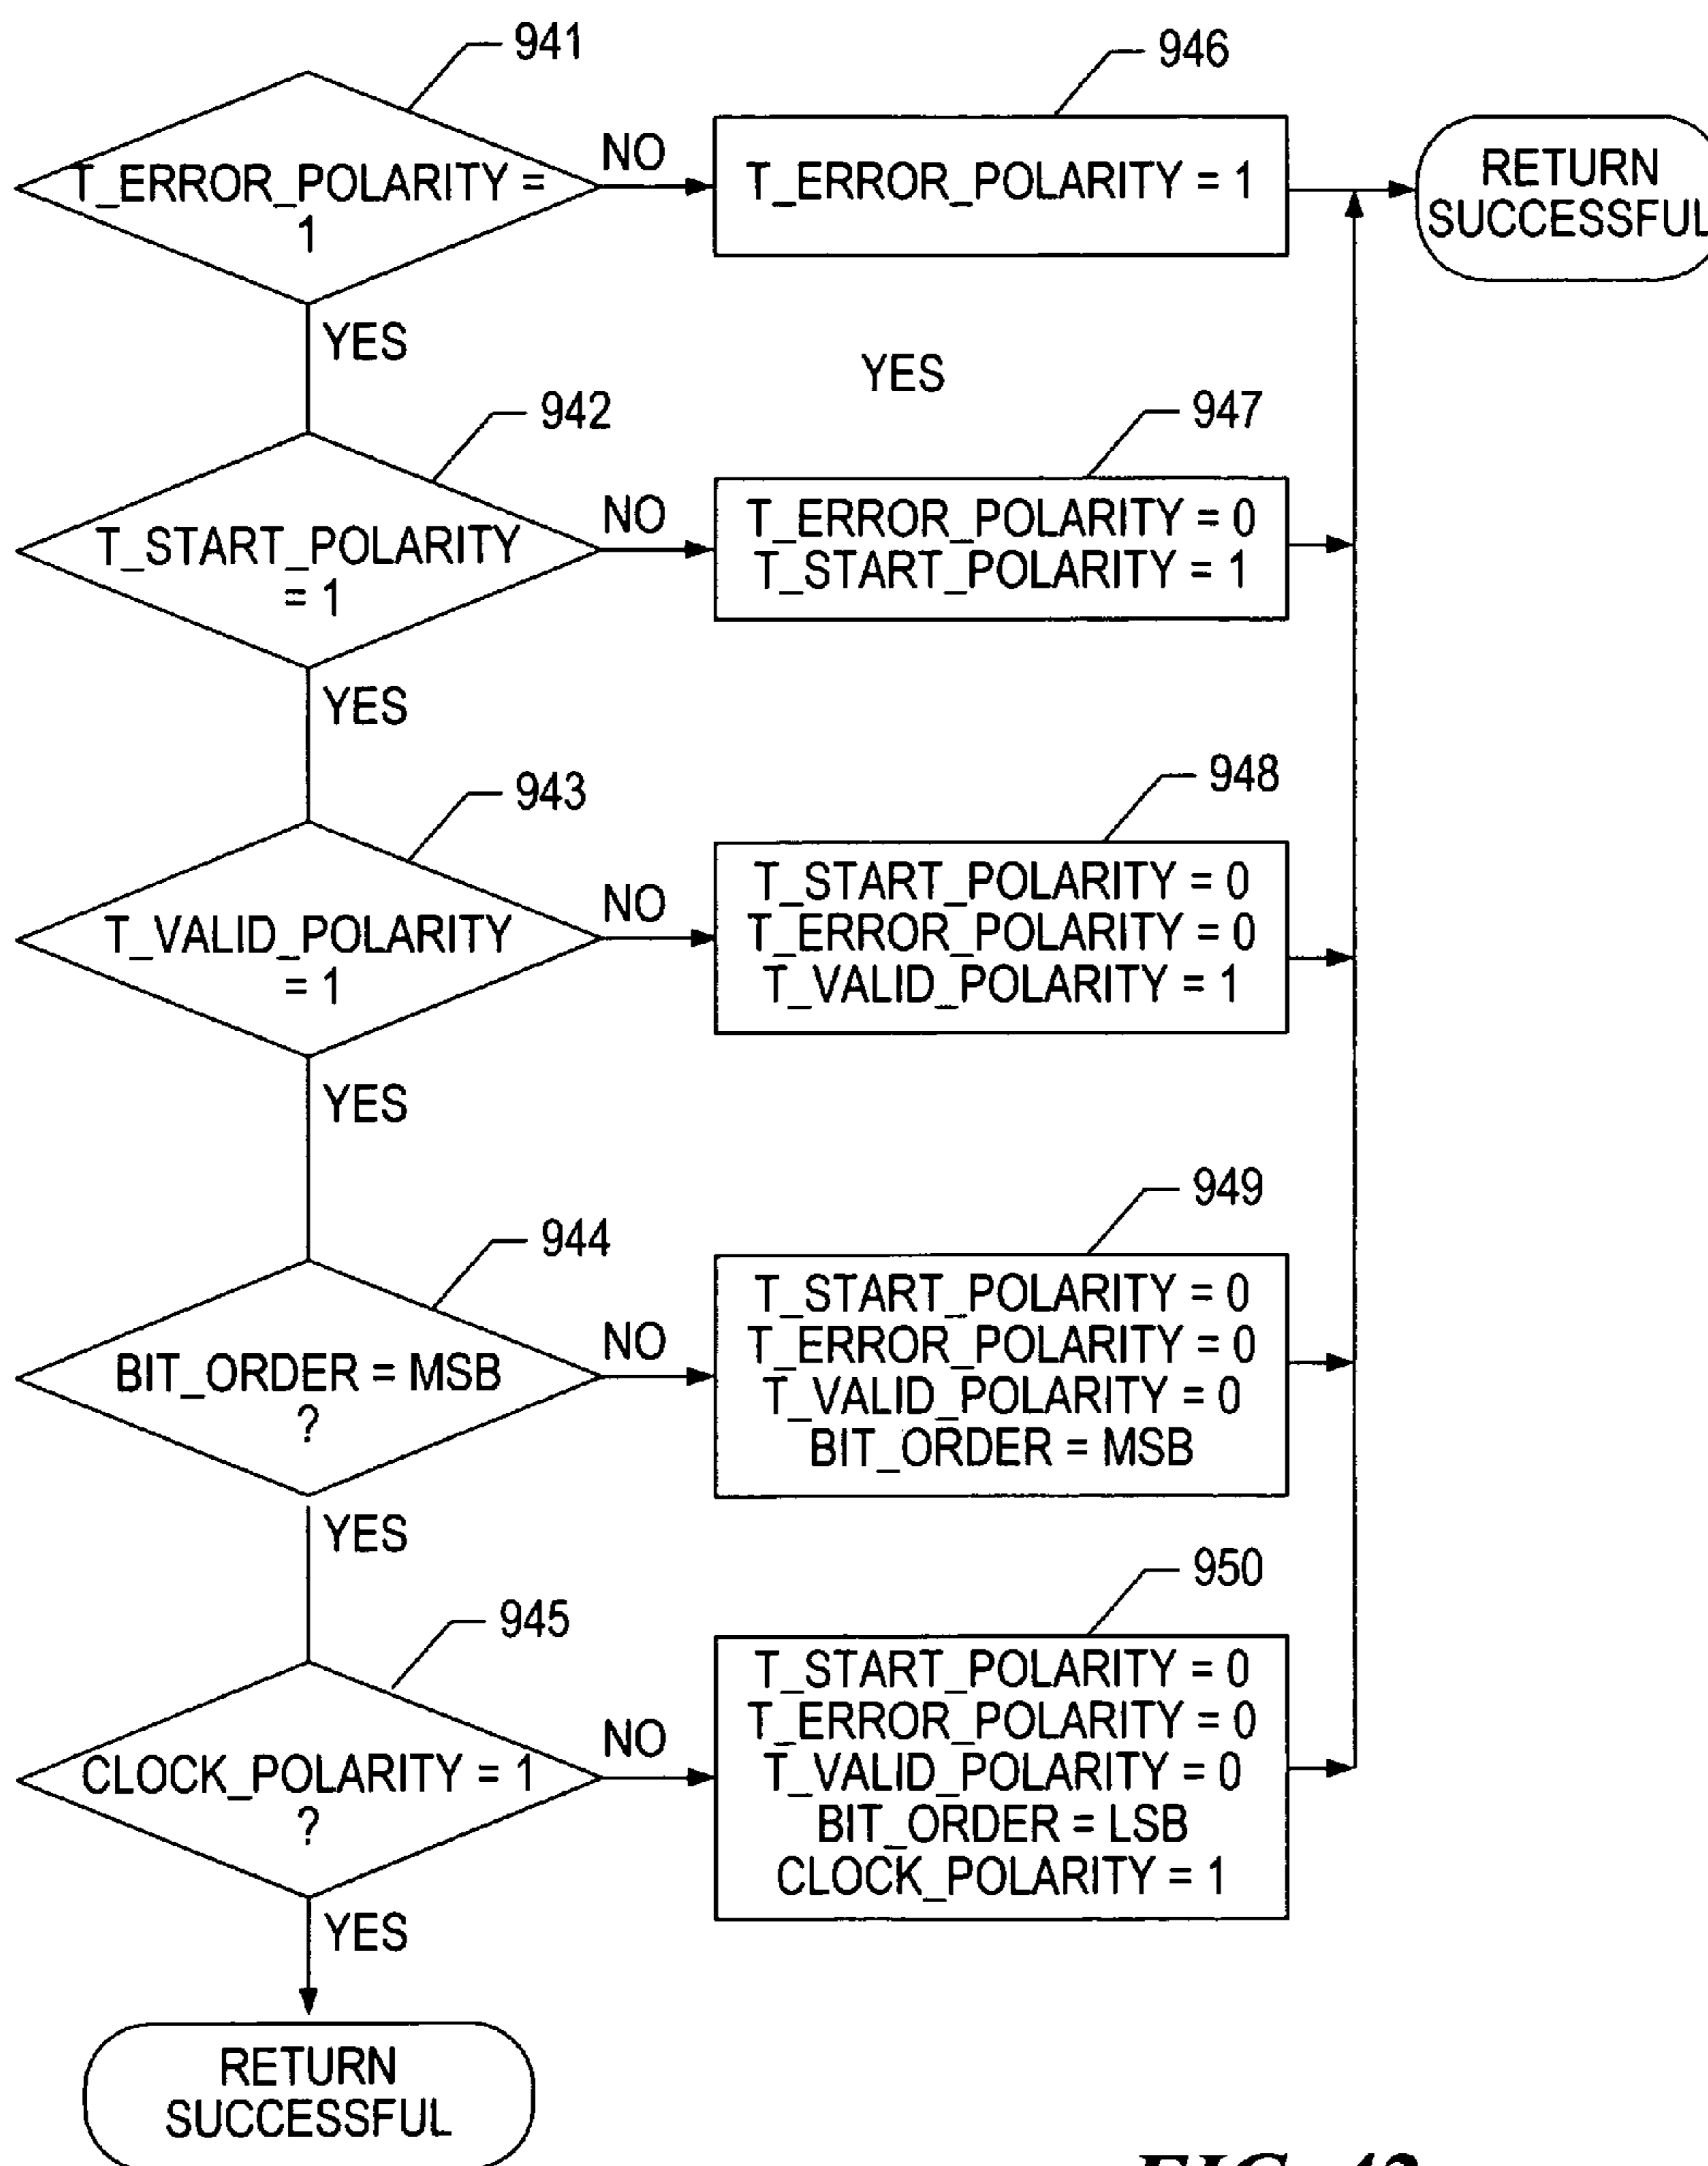 941
T_ERROR_POLARITY =
1
NO
946
T_ERROR_POLARITY = 1
RETURN
SUCCESSFUL
YES
YES
942
T_START_POLARITY
= 1
NO
947
T_ERROR_POLARITY = 0
T_START_POLARITY = 1
YES
943
T_VALID_POLARITY
= 1
NO
948
T_START_POLARITY = 0
T_ERROR_POLARITY = 0
T_VALID_POLARITY = 1
YES
944
BIT_ORDER = MSB
?
NO
949
T_START_POLARITY = 0
T_ERROR_POLARITY = 0
T_VALID_POLARITY = 0
BIT_ORDER = MSB
YES
945
CLOCK_POLARITY = 1
?
NO
950
T_START_POLARITY = 0
T_ERROR_POLARITY = 0
T_VALID_POLARITY = 0
BIT_ORDER = LSB
CLOCK_POLARITY = 1
YES
RETURN
SUCCESSFUL